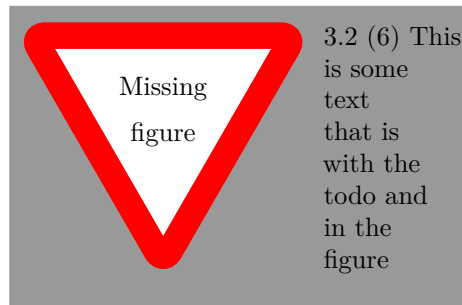 Missing
figure
3.2 (6) This
is some
text
that is
with the
todo and
in the
figure